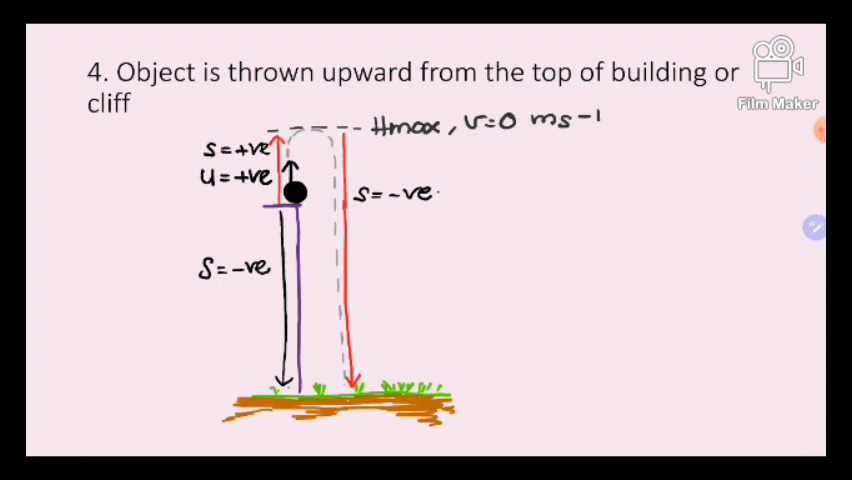 4. Object is thrown upward from the top of building or
cliff
Film Maker
Hmax, v=0 ms-1
s=+ve
u=+ve
s=-ve.
S=-ve